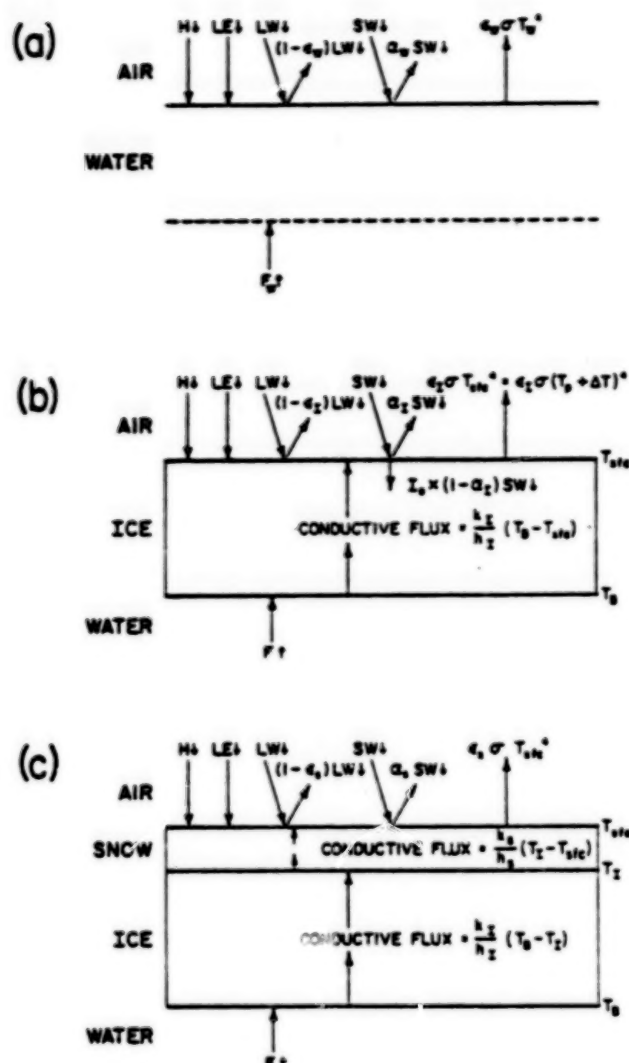 (a)
H↓ LE↓ LW↓ (1-ϵ_w)LW↓ SW↓ α_w SW↓ ϵ_w σ T_w⁴
AIR
WATER
F_w↑
(b)
H↓ LE↓ LW↓ (1-ϵ_I)LW↓ SW↓ α_I SW↓ ϵ_I σ T_sfc⁴ = ϵ_I σ (T_p + ΔT)⁴
AIR
T_sfc
I_o × (1-α_I) SW↓
ICE
CONDUCTIVE FLUX = k_I/h_I (T_B - T_sfc)
T_B
WATER
F↑
(c)
H↓ LE↓ LW↓ (1-ϵ_s)LW↓ SW↓ α_s SW↓ ϵ_s σ T_sfc⁴
AIR
T_sfc
SNOW
CONDUCTIVE FLUX = k_s/h_s (T_I - T_sfc)
T_I
ICE
CONDUCTIVE FLUX = k_I/h_I (T_B - T_I)
T_B
WATER
F↑